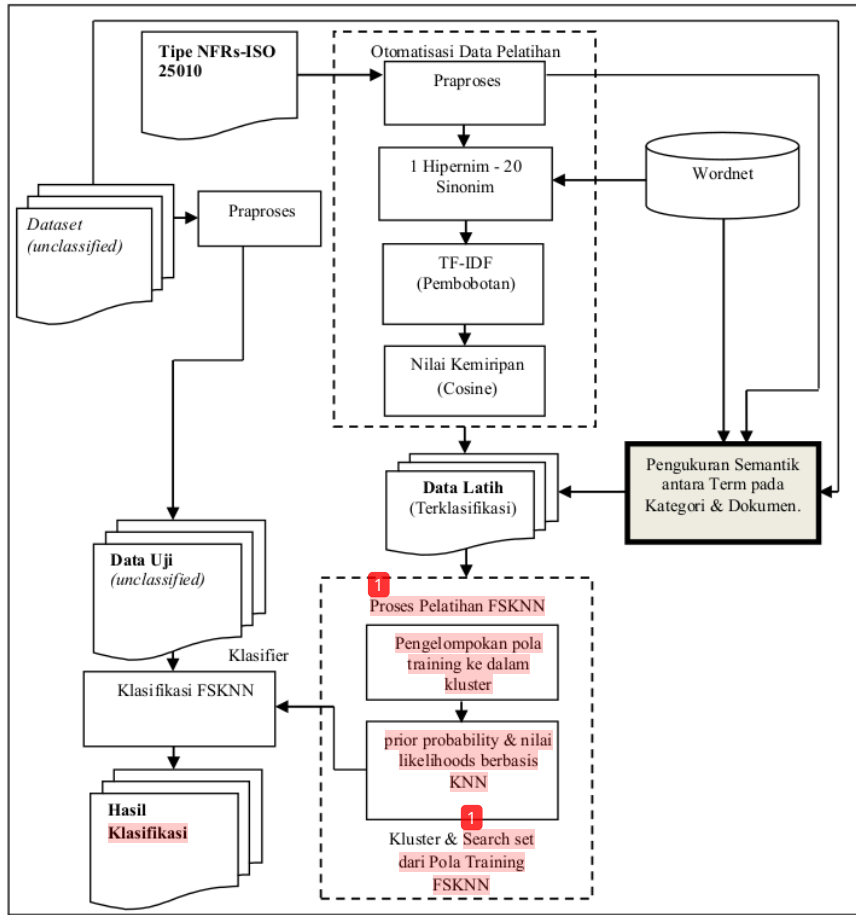 Tipe NFRs-ISO
25010
Otomatisasi Data Pelatihan
Praproses
1 Hipernim - 20
Sinonim
Wordnet
Dataset
(unclassified)
Praproses
TF-IDF
(Pembobotan)
Nilai Kemiripan
(Cosine)
Pengukuran Semantik
antara Term pada
Kategori & Dokumen.
Data Latih
(Terklasifikasi)
Data Uji
(unclassified)
1
Proses Pelatihan FSKNN
Pengelompokan pola
training ke dalam
kluster
Klasifier
Klasifikasi FSKNN
prior probability & nilai
likelihoods berbasis
KNN
Hasil
Klasifikasi
1
Kluster & Search set
dari Pola Training
FSKNN